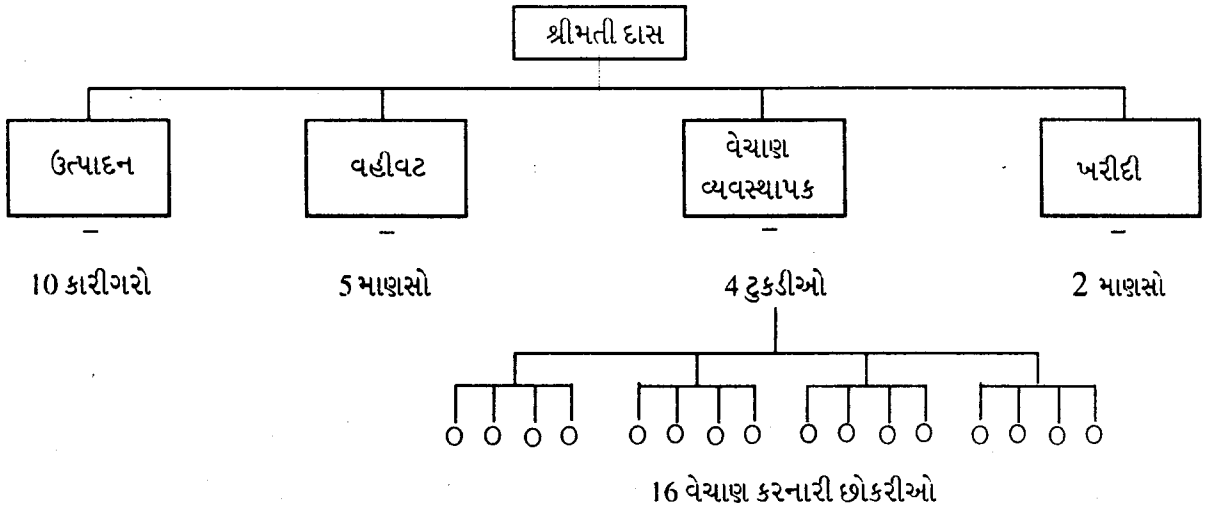 શ્રીમતી દાસ
ઉત્પાદન
વહીવટ
વેચાણ
વ્યવસ્થાપક
ખરીદી
10 કારીગરો
5 માણસો
4 ટુકડીઓ
2 માણસો
16 વેચાણ કરનારી છોકરીઓ